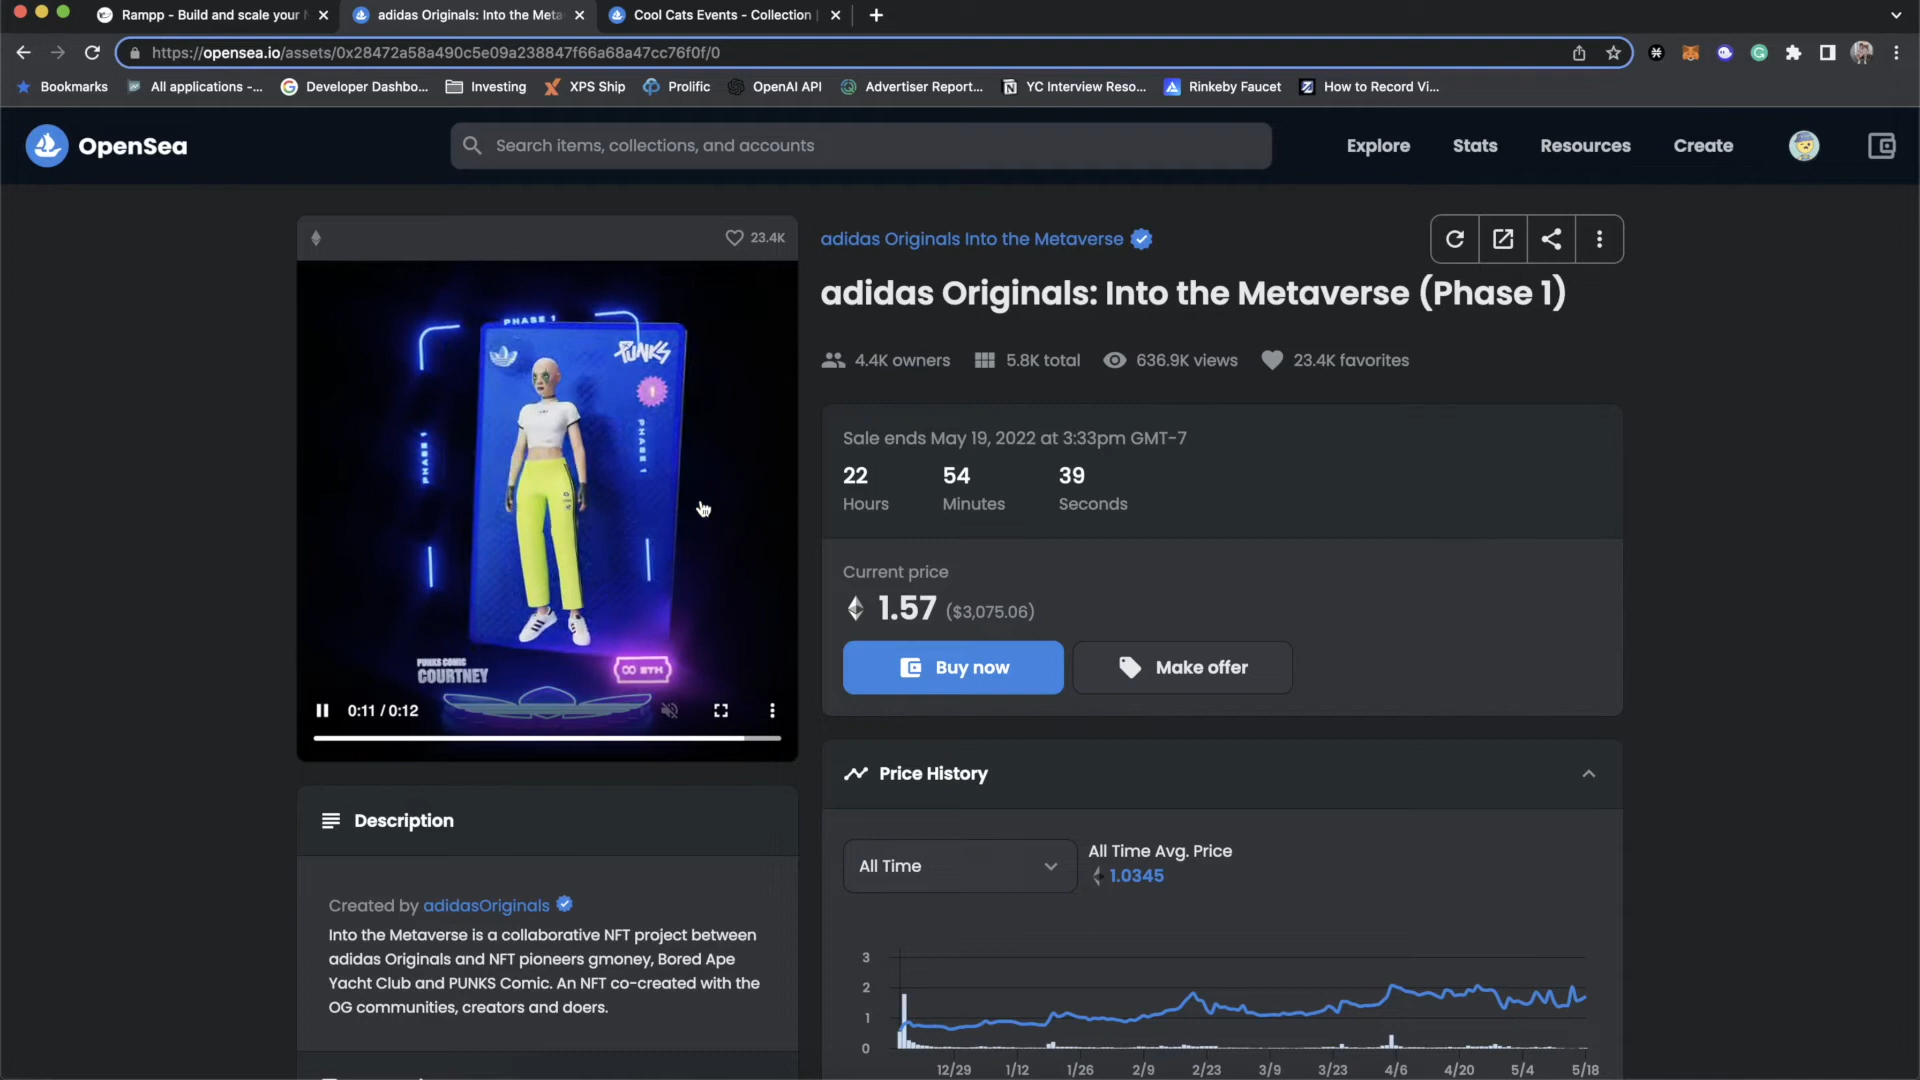 Rampp - Build and scale your
adidas Originals: Into the Meta
Cool Cats Events - Collection
https://opensea.io/assets/0x28472a58a490c5e09a238847f66a68a47cc76f0f/0
Bookmarks
All applications -...
Developer Dashbo...
Investing
XPS Ship
Prolific
OpenAI API
Advertiser Report...
YC Interview Reso...
Rinkeby Faucet
How to Record Vi...
OpenSea
Search items, collections, and accounts
Explore
Stats
Resources
Create
23.4K
PHASE 1
PUNKS
1
PHASE 1
PHASE 1
PUNKS COMIC
COURTNEY
ETH
0:11 / 0:12
adidas Originals Into the Metaverse
adidas Originals: Into the Metaverse (Phase 1)
4.4K owners
5.8K total
636.9K views
23.4K favorites
Sale ends May 19, 2022 at 3:33pm GMT-7
22
54
39
Hours
Minutes
Seconds
Current price
1.57 ($3,075.06)
Buy now
Make offer
Price History
All Time
All Time Avg. Price
1.0345
3
2
1
0
12/29
1/12
1/26
2/9
2/23
3/9
3/23
4/6
4/20
5/4
5/18
Description
Created by adidasOriginals
Into the Metaverse is a collaborative NFT project between
adidas Originals and NFT pioneers gmoney, Bored Ape
Yacht Club and PUNKS Comic. An NFT co-created with the
OG communities, creators and doers.